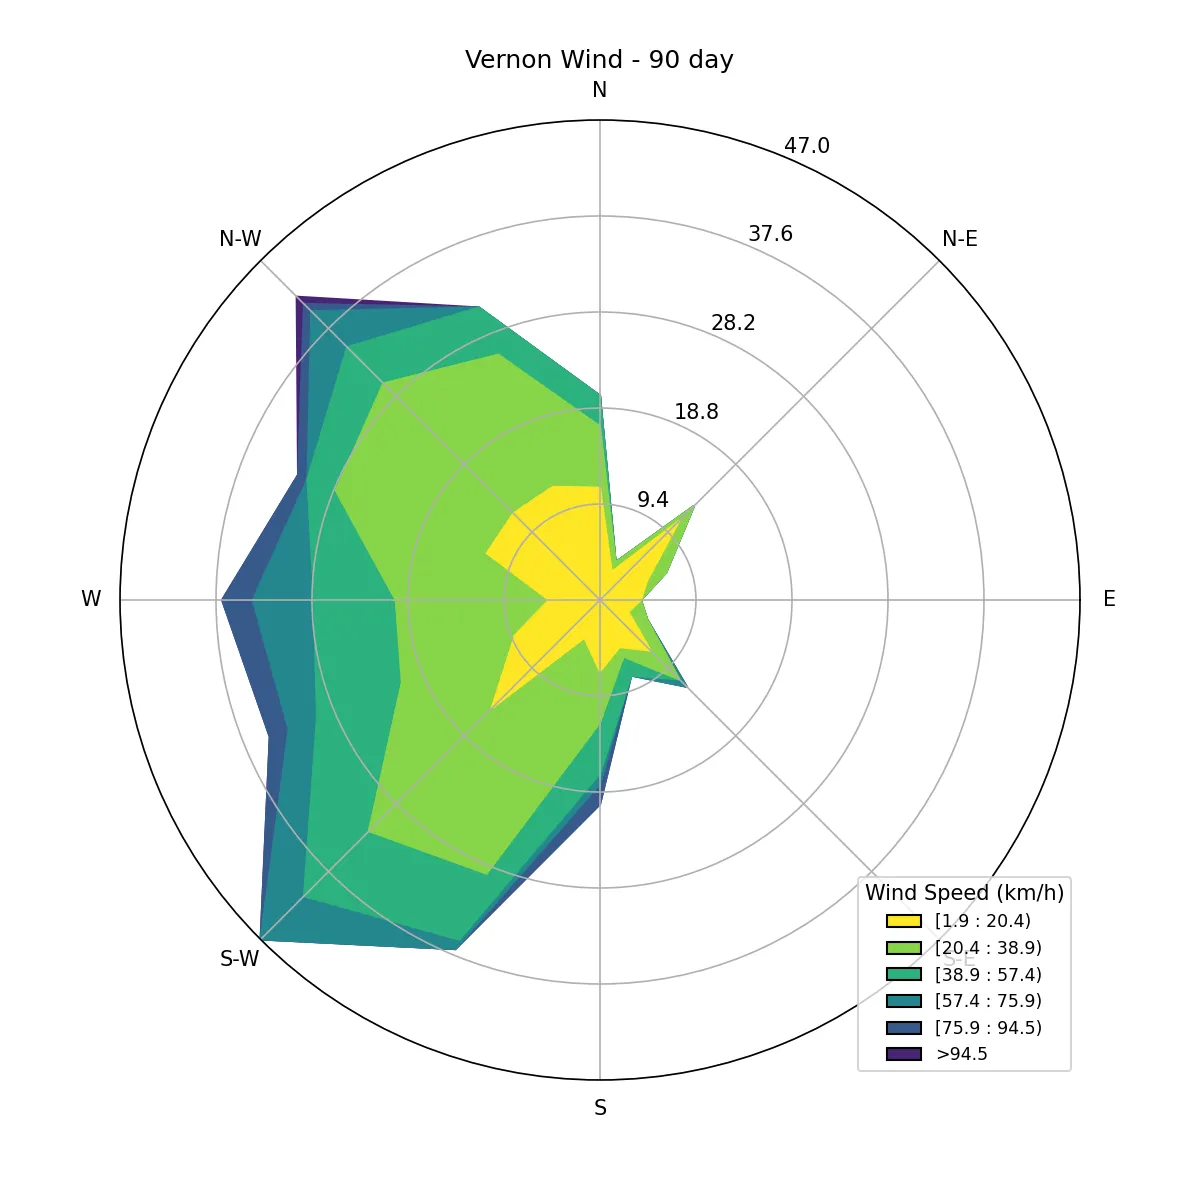 Vernon Wind - 90 day
N
47.0
N-W
37.6
N-E
28.2
18.8
9.4
W
E
S-W
S-E
S
Wind Speed (km/h)
[1.9 : 20.4)
[20.4 : 38.9)
[38.9 : 57.4)
[57.4 : 75.9)
[75.9 : 94.5)
>94.5